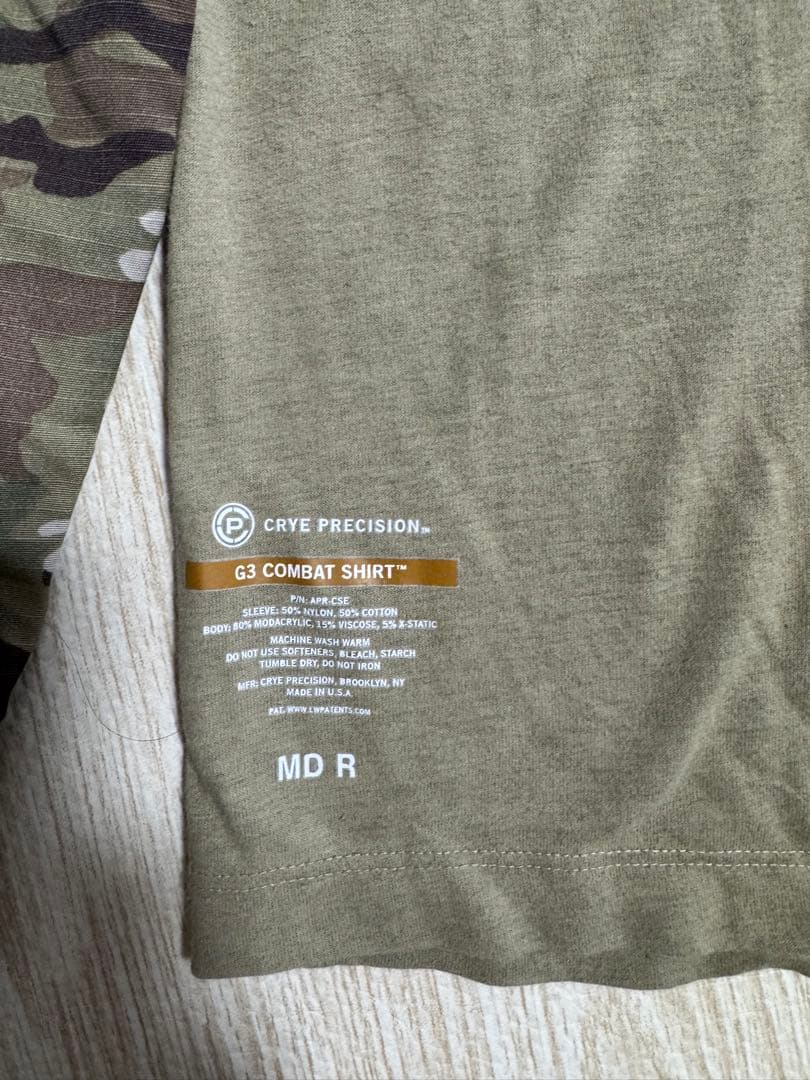 CRYE PRECISION™
G3 COMBAT SHIRT™
P/N: APR-CSE
SLEEVE: 50% NYLON, 50% COTTON
BODY: 80% MODACRYLIC, 15% VISCOSE, 5% X-STATIC
MACHINE WASH WARM
DO NOT USE SOFTENERS, BLEACH, STARCH
TUMBLE DRY, DO NOT IRON
MFR: CRYE PRECISION, BROOKLYN, NY
MADE IN U.S.A
PAT. WWW.LWPATENTS.COM
MD R